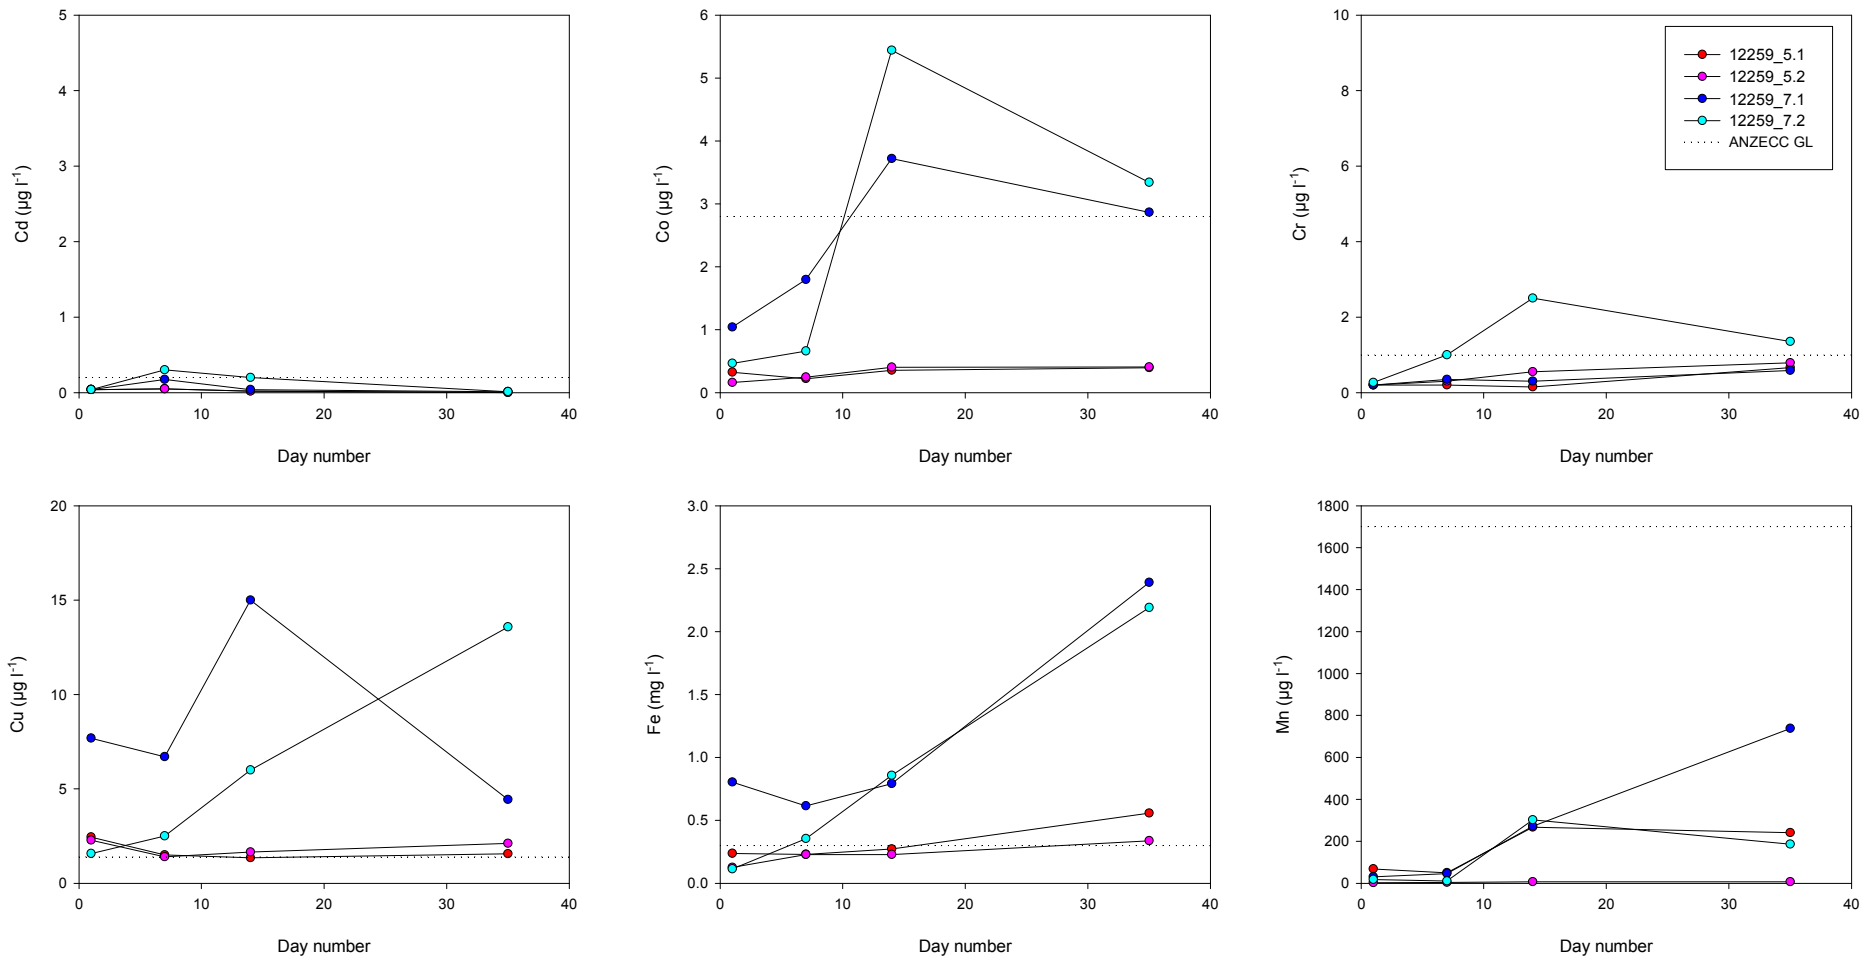 5
4
3
2
1
0
Cd (µg l⁻¹)
0 10 20 30 40
Day number
6
5
4
3
2
1
0
Co (µg l⁻¹)
0 10 20 30 40
Day number
10
8
6
4
2
0
Cr (µg l⁻¹)
0 10 20 30 40
Day number
12259_5.1
12259_5.2
12259_7.1
12259_7.2
ANZECC GL
20
15
10
5
0
Cu (µg l⁻¹)
0 10 20 30 40
Day number
3.0
2.5
2.0
1.5
1.0
0.5
0.0
Fe (mg l⁻¹)
0 10 20 30 40
Day number
1800
1600
1400
1200
1000
800
600
400
200
0
Mn (µg l⁻¹)
0 10 20 30 40
Day number